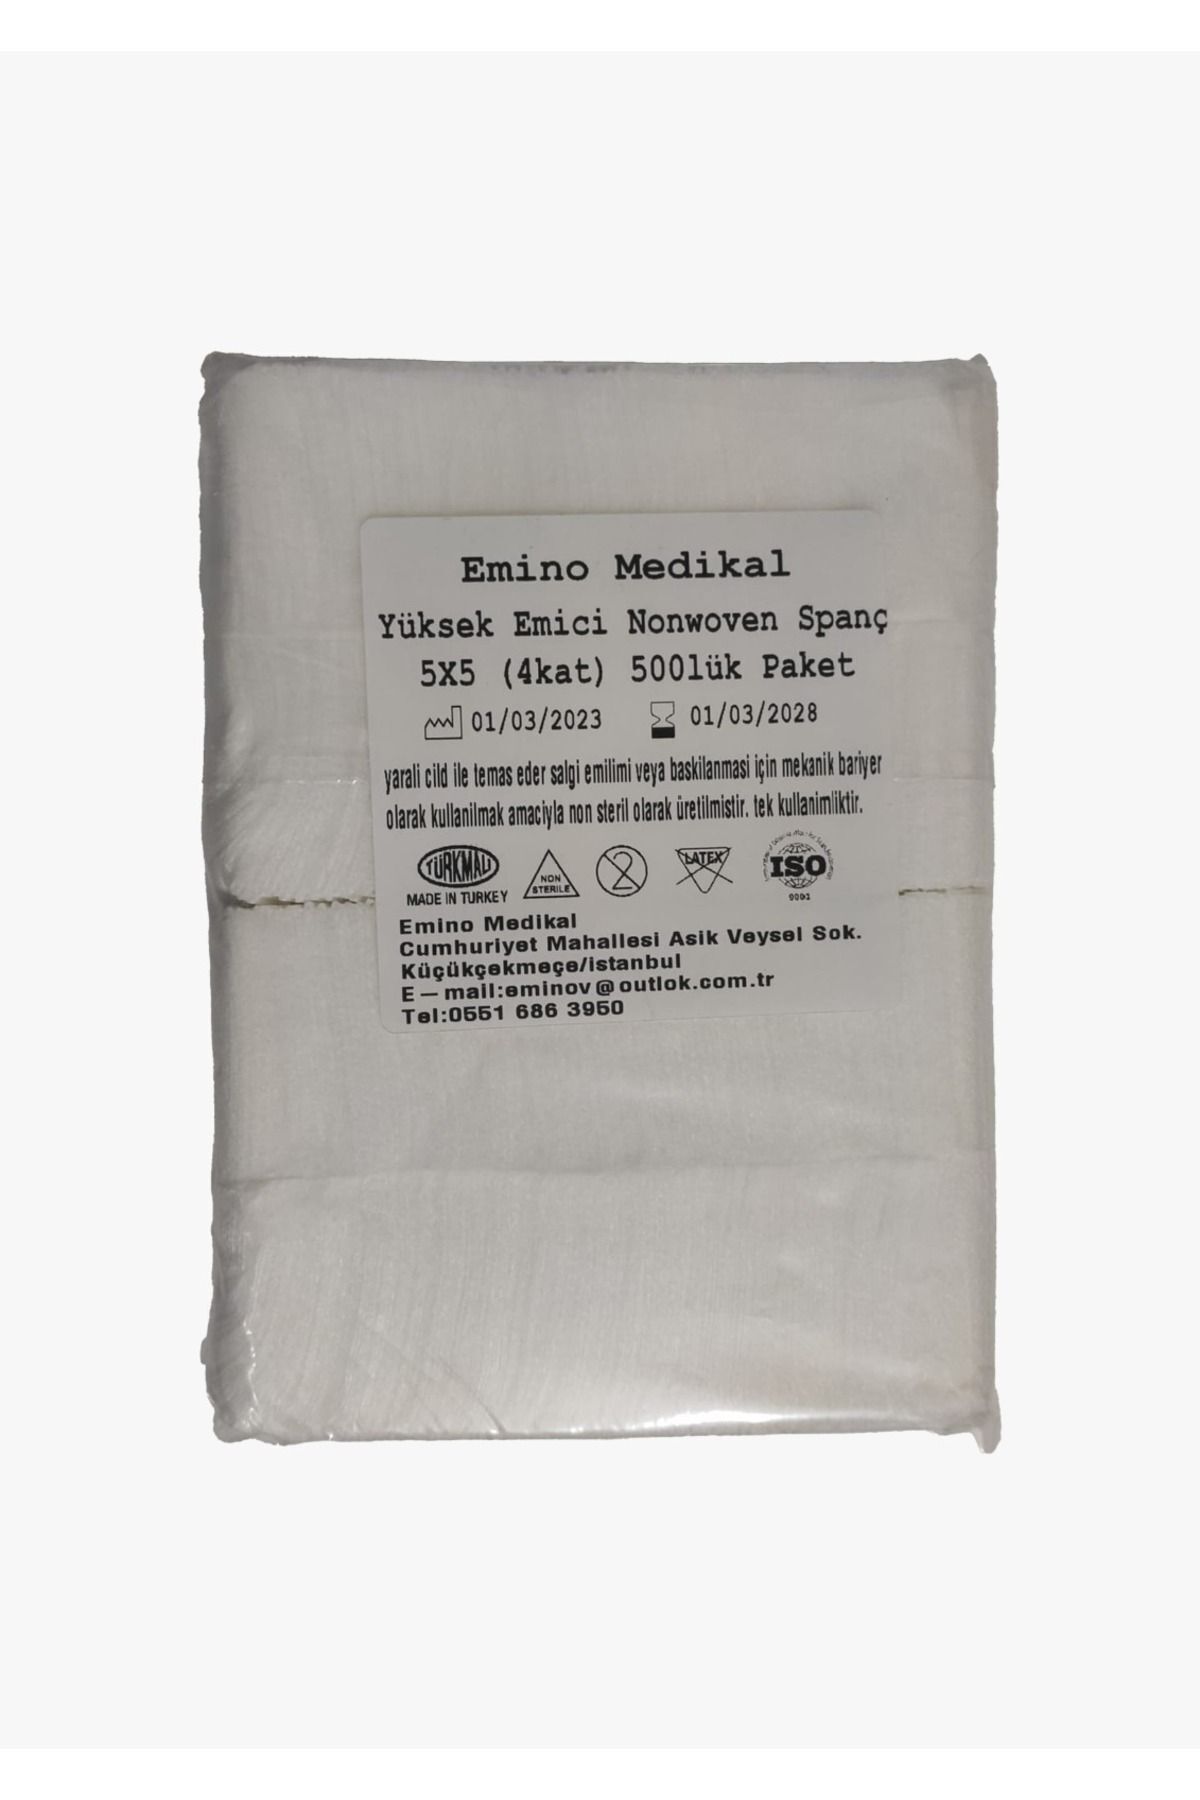 Emino Medikal
Yüksek Emici Nonwoven Spanç
5X5 (4kat) 500lük Paket
01/03/2023 01/03/2028
yarali cild ile temas eder salgi emilimi veya baskilanmasi için mekanik bariyer
olarak kullanilmak amaciyla non steril olarak üretilmistir. tek kullanimliktir.
TÜRKMALI
MADE IN TURKEY
NON
STERILE
2
LATEX
ISO
9001
Emino Medikal
Cumhuriyet Mahallesi Asik Veysel Sok.
Küçükçekmeçe/istanbul
E-mail:eminov@outlok.com.tr
Tel:0551 686 3950